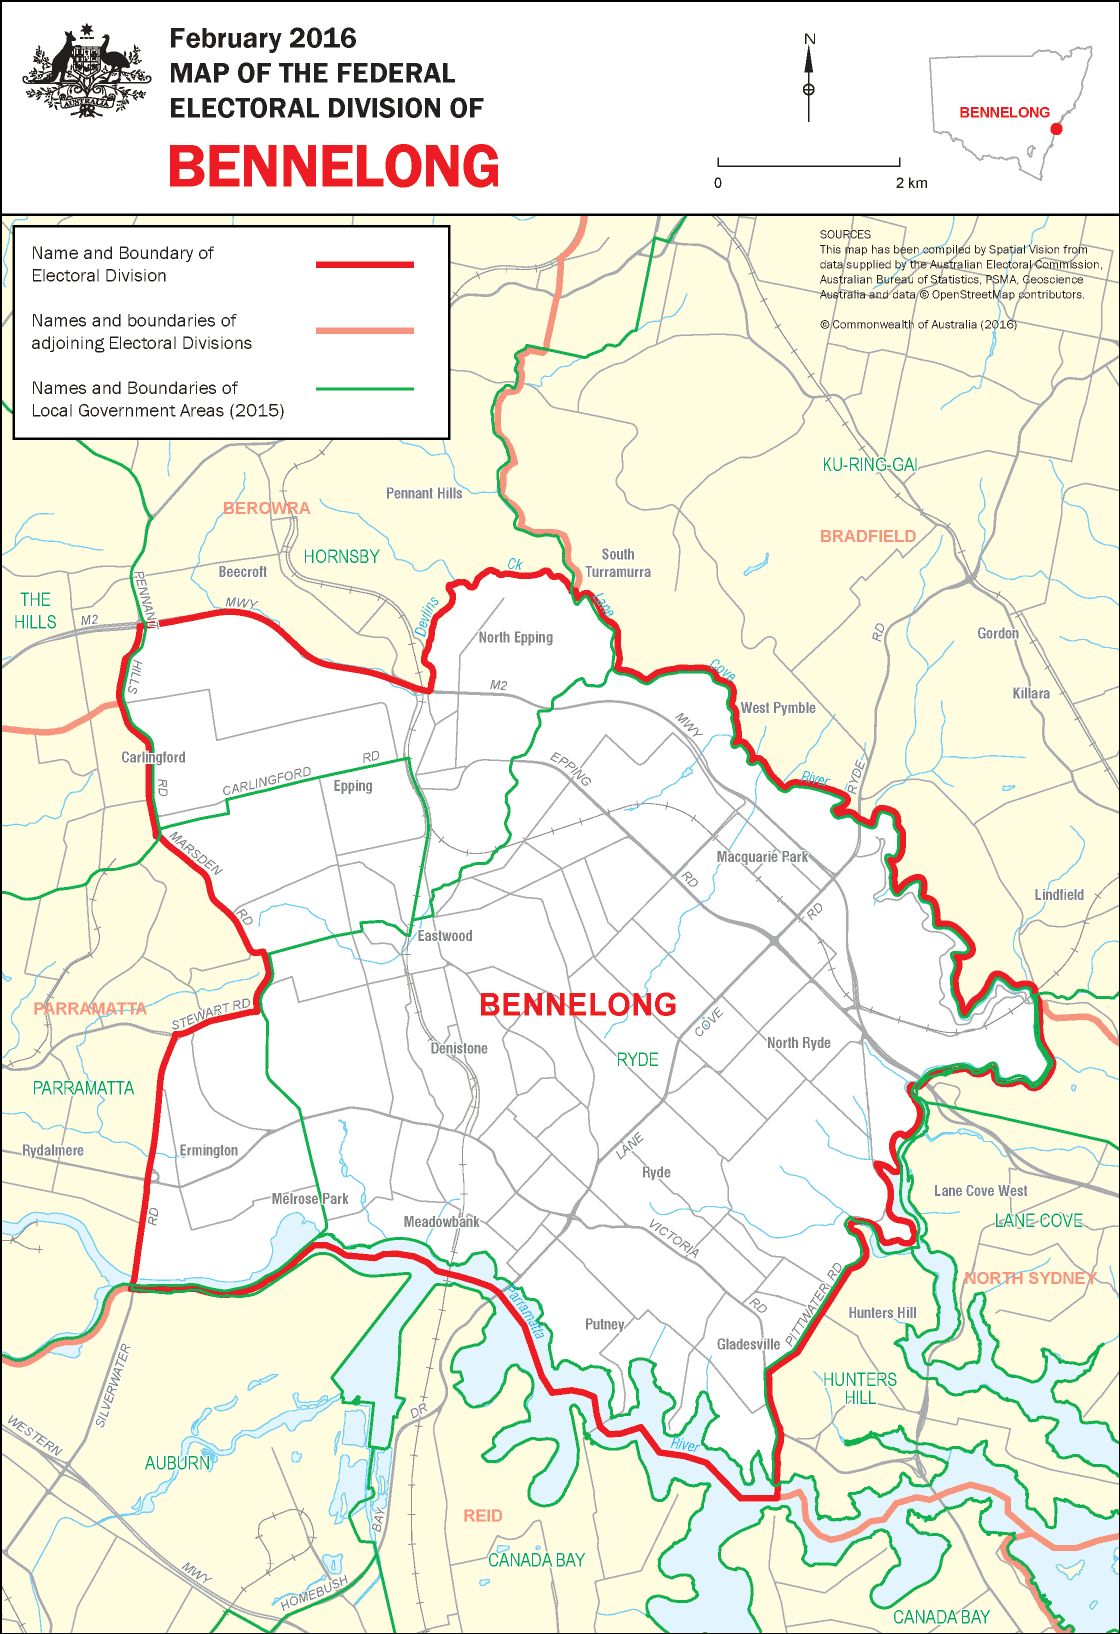 February 2016
MAP OF THE FEDERAL
ELECTORAL DIVISION OF
BENNELONG
AUSTRALIA
N
0
2 km
BENNELONG
Name and Boundary of
Electoral Division
Names and boundaries of
adjoining Electoral Divisions
Names and Boundaries of
Local Government Areas (2015)
SOURCES
This map has been compiled by Spatial Vision from
data supplied by the Australian Electoral Commission,
Australian Bureau of Statistics, PSMA, Geoscience
Australia and data © OpenStreetMap contributors.
© Commonwealth of Australia (2016)
KU-RING-GAI
Pennant Hills
BEROWRA
BRADFIELD
HORNSBY
South
Turramurra
Beecroft
Ck
THE
HILLS
PENNANT
HILLS
RD
M2
MWY
Devlins
Lane
Cove
River
North Epping
Gordon
RD
Killara
M2
MWY
West Pymble
Carlingford
CARLINGFORD
RD
Epping
EPPING
RD
RYDE
MARSDEN
RD
Macquarie Park
RD
Lindfield
Eastwood
PARRAMATTA
STEWART RD
BENNELONG
COVE
North Ryde
Denistone
RYDE
PARRAMATTA
Rydalmere
Ermington
LANE
Ryde
Lane Cove West
Melrose Park
RD
Meadowbank
VICTORIA
RD
LANE COVE
NORTH SYDNEY
PITTWATER RD
Parramatta
Putney
Hunters Hill
Gladesville
SILVERWATER
HUNTERS
HILL
DR
WESTERN
River
AUBURN
REID
BAY
CANADA BAY
MWY
HOMEBUSH
CANADA BAY